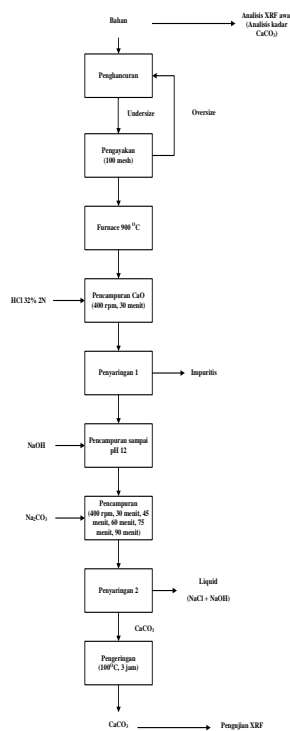 Bahan
Analisis XRF awa
(Analisis kadar
CaCO₃)
Penghancuran
Undersize
Oversize
Pengayakan
(100 mesh)
Furnace 900 ᴼC
HCl 32% 2N
Pencampuran CaO
(400 rpm, 30 menit)
Penyaringan 1
Impuritis
NaOH
Pencampuran sampai
pH 12
Na₂CO₃
Pencampuran
(400 rpm, 30 menit, 45
menit, 60 menit, 75
menit, 90 menit)
Penyaringan 2
Liquid
(NaCl + NaOH)
CaCO₃
Pengeringan
(100ᴼC, 3 jam)
CaCO₃
Pengujian XRF